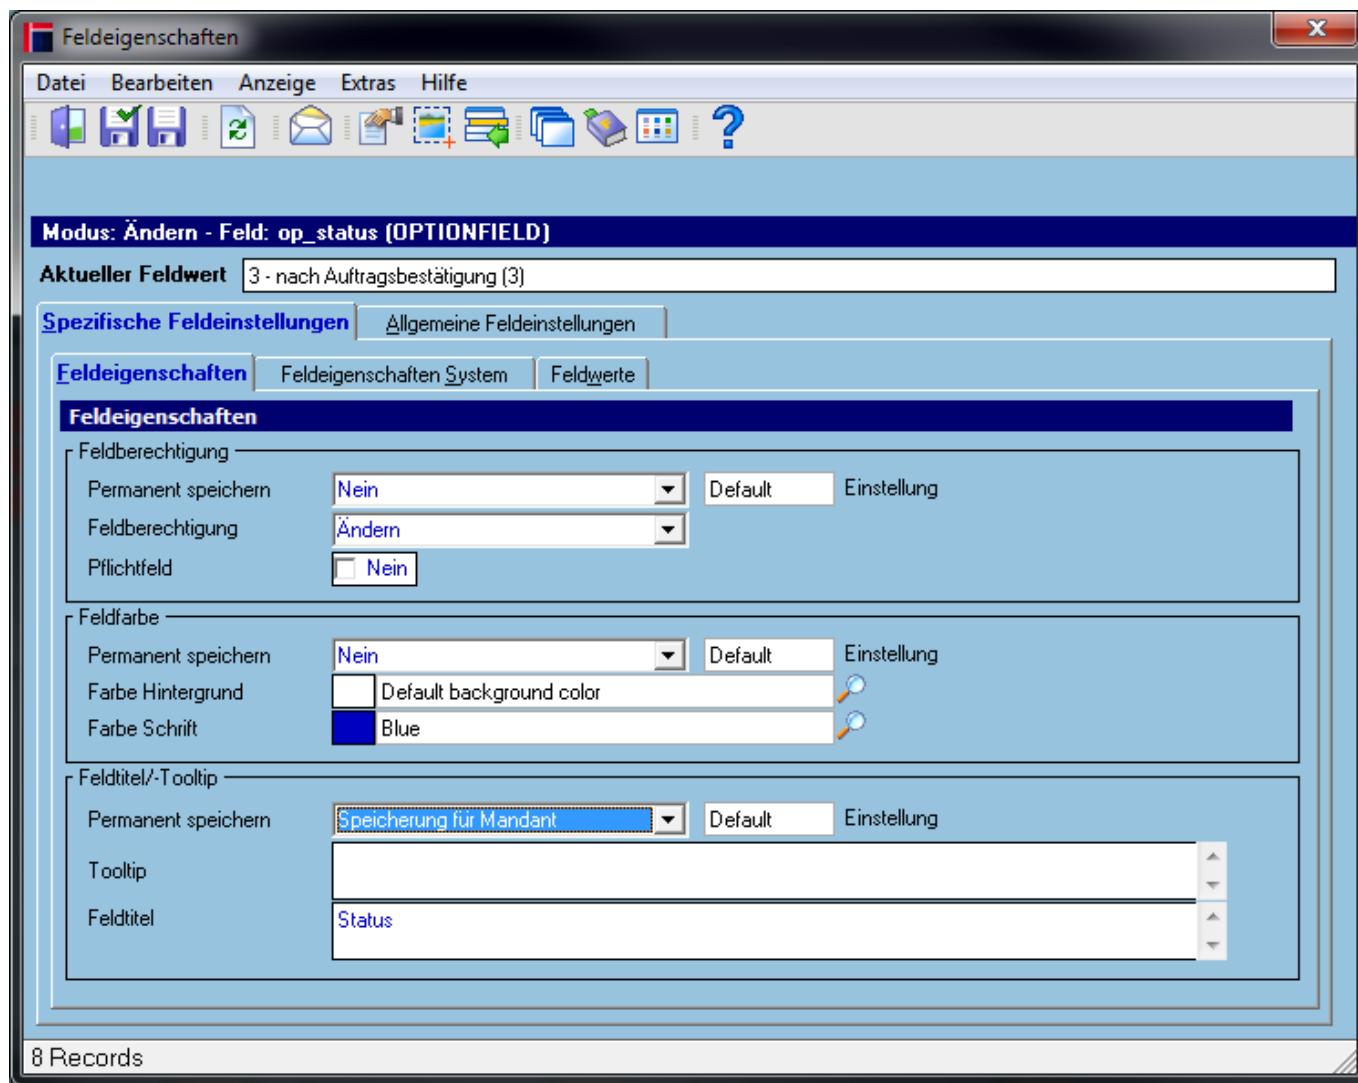 Feldeigenschaften
Datei Bearbeiten Anzeige Extras Hilfe
Modus: Ändern - Feld: op_status (OPTIONFIELD)
Aktueller Feldwert 3 - nach Auftragsbestätigung (3)
Spezifische Feldeinstellungen Allgemeine Feldeinstellungen
Feldeigenschaften Feldeigenschaften System Feldwerte
Feldeigenschaften
Feldberechtigung
Permanent speichern Nein Default Einstellung
Feldberechtigung Ändern
Pflichtfeld Nein
Feldfarbe
Permanent speichern Nein Default Einstellung
Farbe Hintergrund Default background color
Farbe Schrift Blue
Feldtitel/-Tooltip
Permanent speichern Speicherung für Mandant Default Einstellung
Tooltip
Feldtitel Status
8 Records